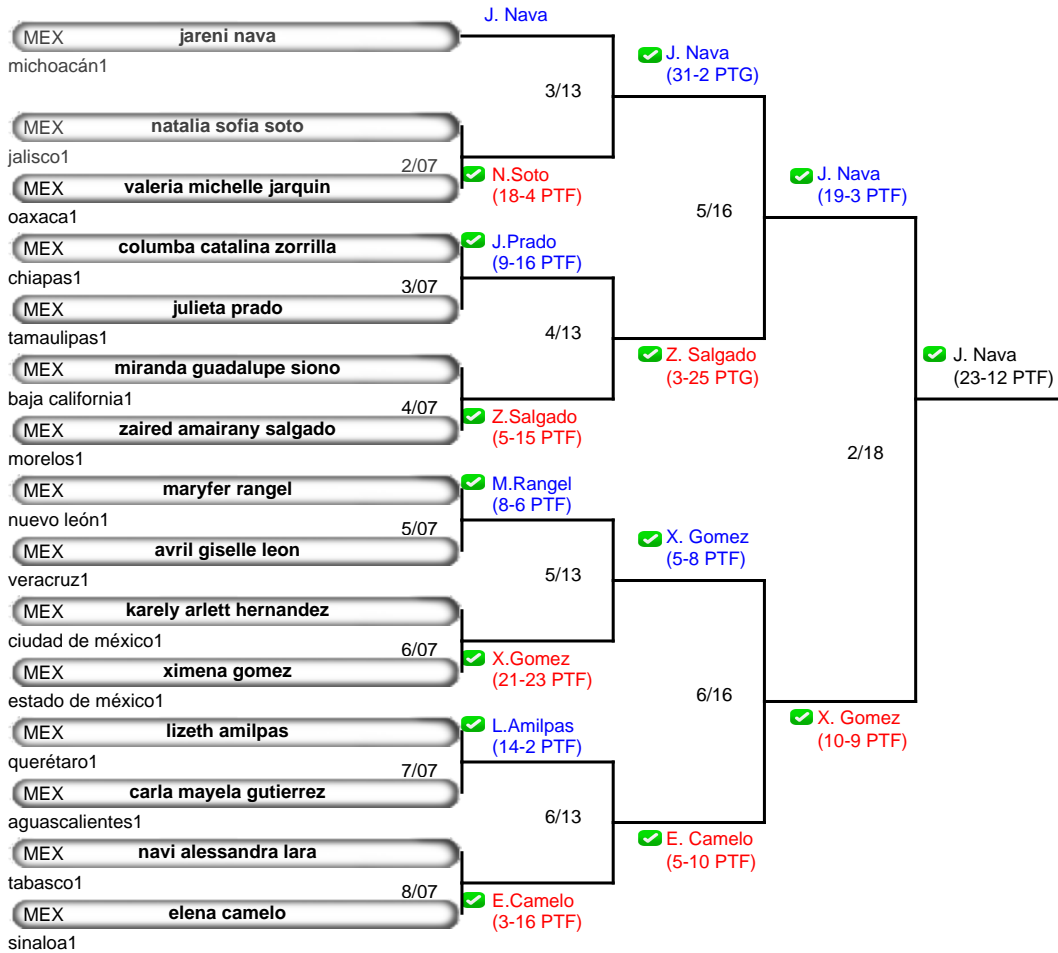 J. Nava
MEX jareni nava
michoacán1
J. Nava
(31-2 PTG)
3/13
MEX natalia sofia soto
jalisco1
2/07
MEX valeria michelle jarquin
oaxaca1
N.Soto
(18-4 PTF)
J. Nava
(19-3 PTF)
5/16
MEX columba catalina zorrilla
chiapas1
J.Prado
(9-16 PTF)
3/07
MEX julieta prado
tamaulipas1
4/13
MEX miranda guadalupe siono
baja california1
Z. Salgado
(3-25 PTG)
J. Nava
(23-12 PTF)
4/07
MEX zaired amairany salgado
morelos1
Z.Salgado
(5-15 PTF)
2/18
MEX maryfer rangel
nuevo león1
M.Rangel
(8-6 PTF)
5/07
MEX avril giselle leon
veracruz1
X. Gomez
(5-8 PTF)
5/13
MEX karely arlett hernandez
ciudad de méxico1
6/07
MEX ximena gomez
estado de méxico1
X.Gomez
(21-23 PTF)
6/16
X. Gomez
(10-9 PTF)
MEX lizeth amilpas
querétaro1
L.Amilpas
(14-2 PTF)
7/07
MEX carla mayela gutierrez
aguascalientes1
6/13
E. Camelo
(5-10 PTF)
MEX navi alessandra lara
tabasco1
8/07
MEX elena camelo
sinaloa1
E.Camelo
(3-16 PTF)